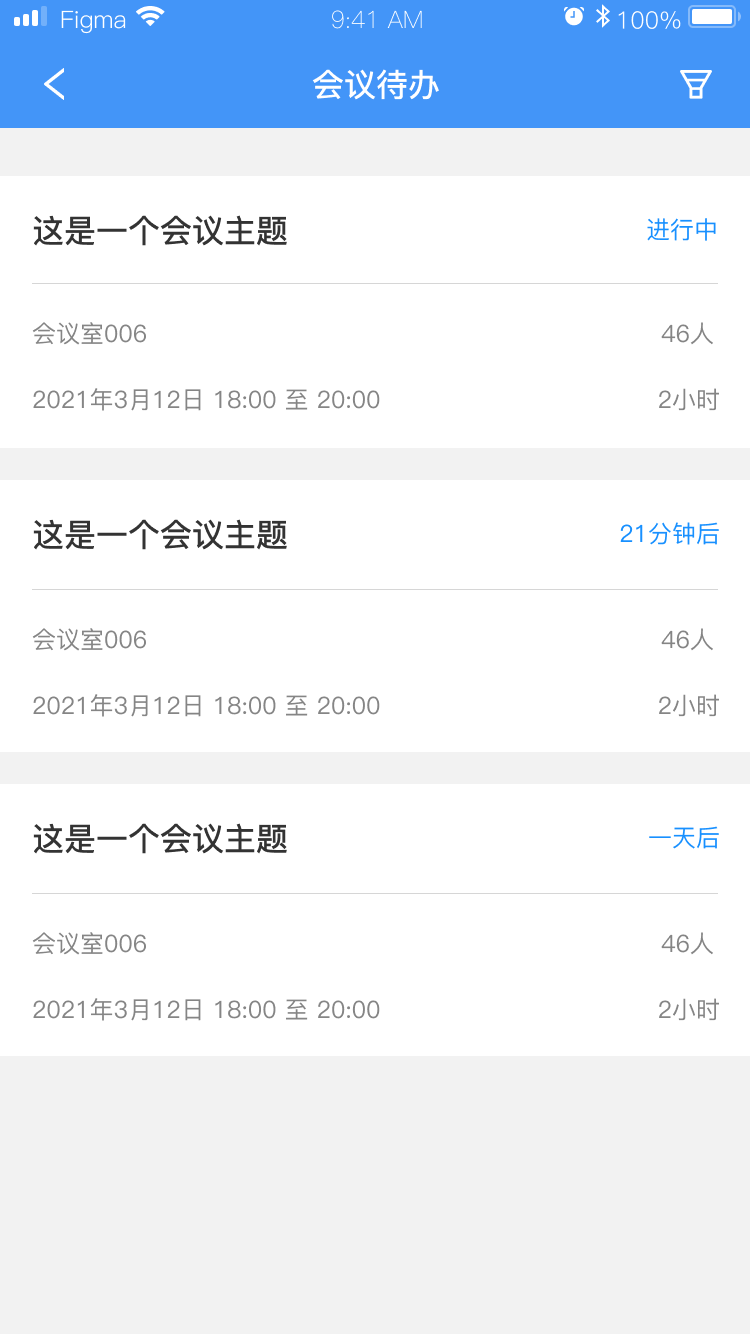 Figma 9:41 AM 100%
会议待办
这是一个会议主题 进行中
会议室006 46人
2021年3月12日 18:00 至 20:00 2小时
这是一个会议主题 21分钟后
会议室006 46人
2021年3月12日 18:00 至 20:00 2小时
这是一个会议主题 一天后
会议室006 46人
2021年3月12日 18:00 至 20:00 2小时